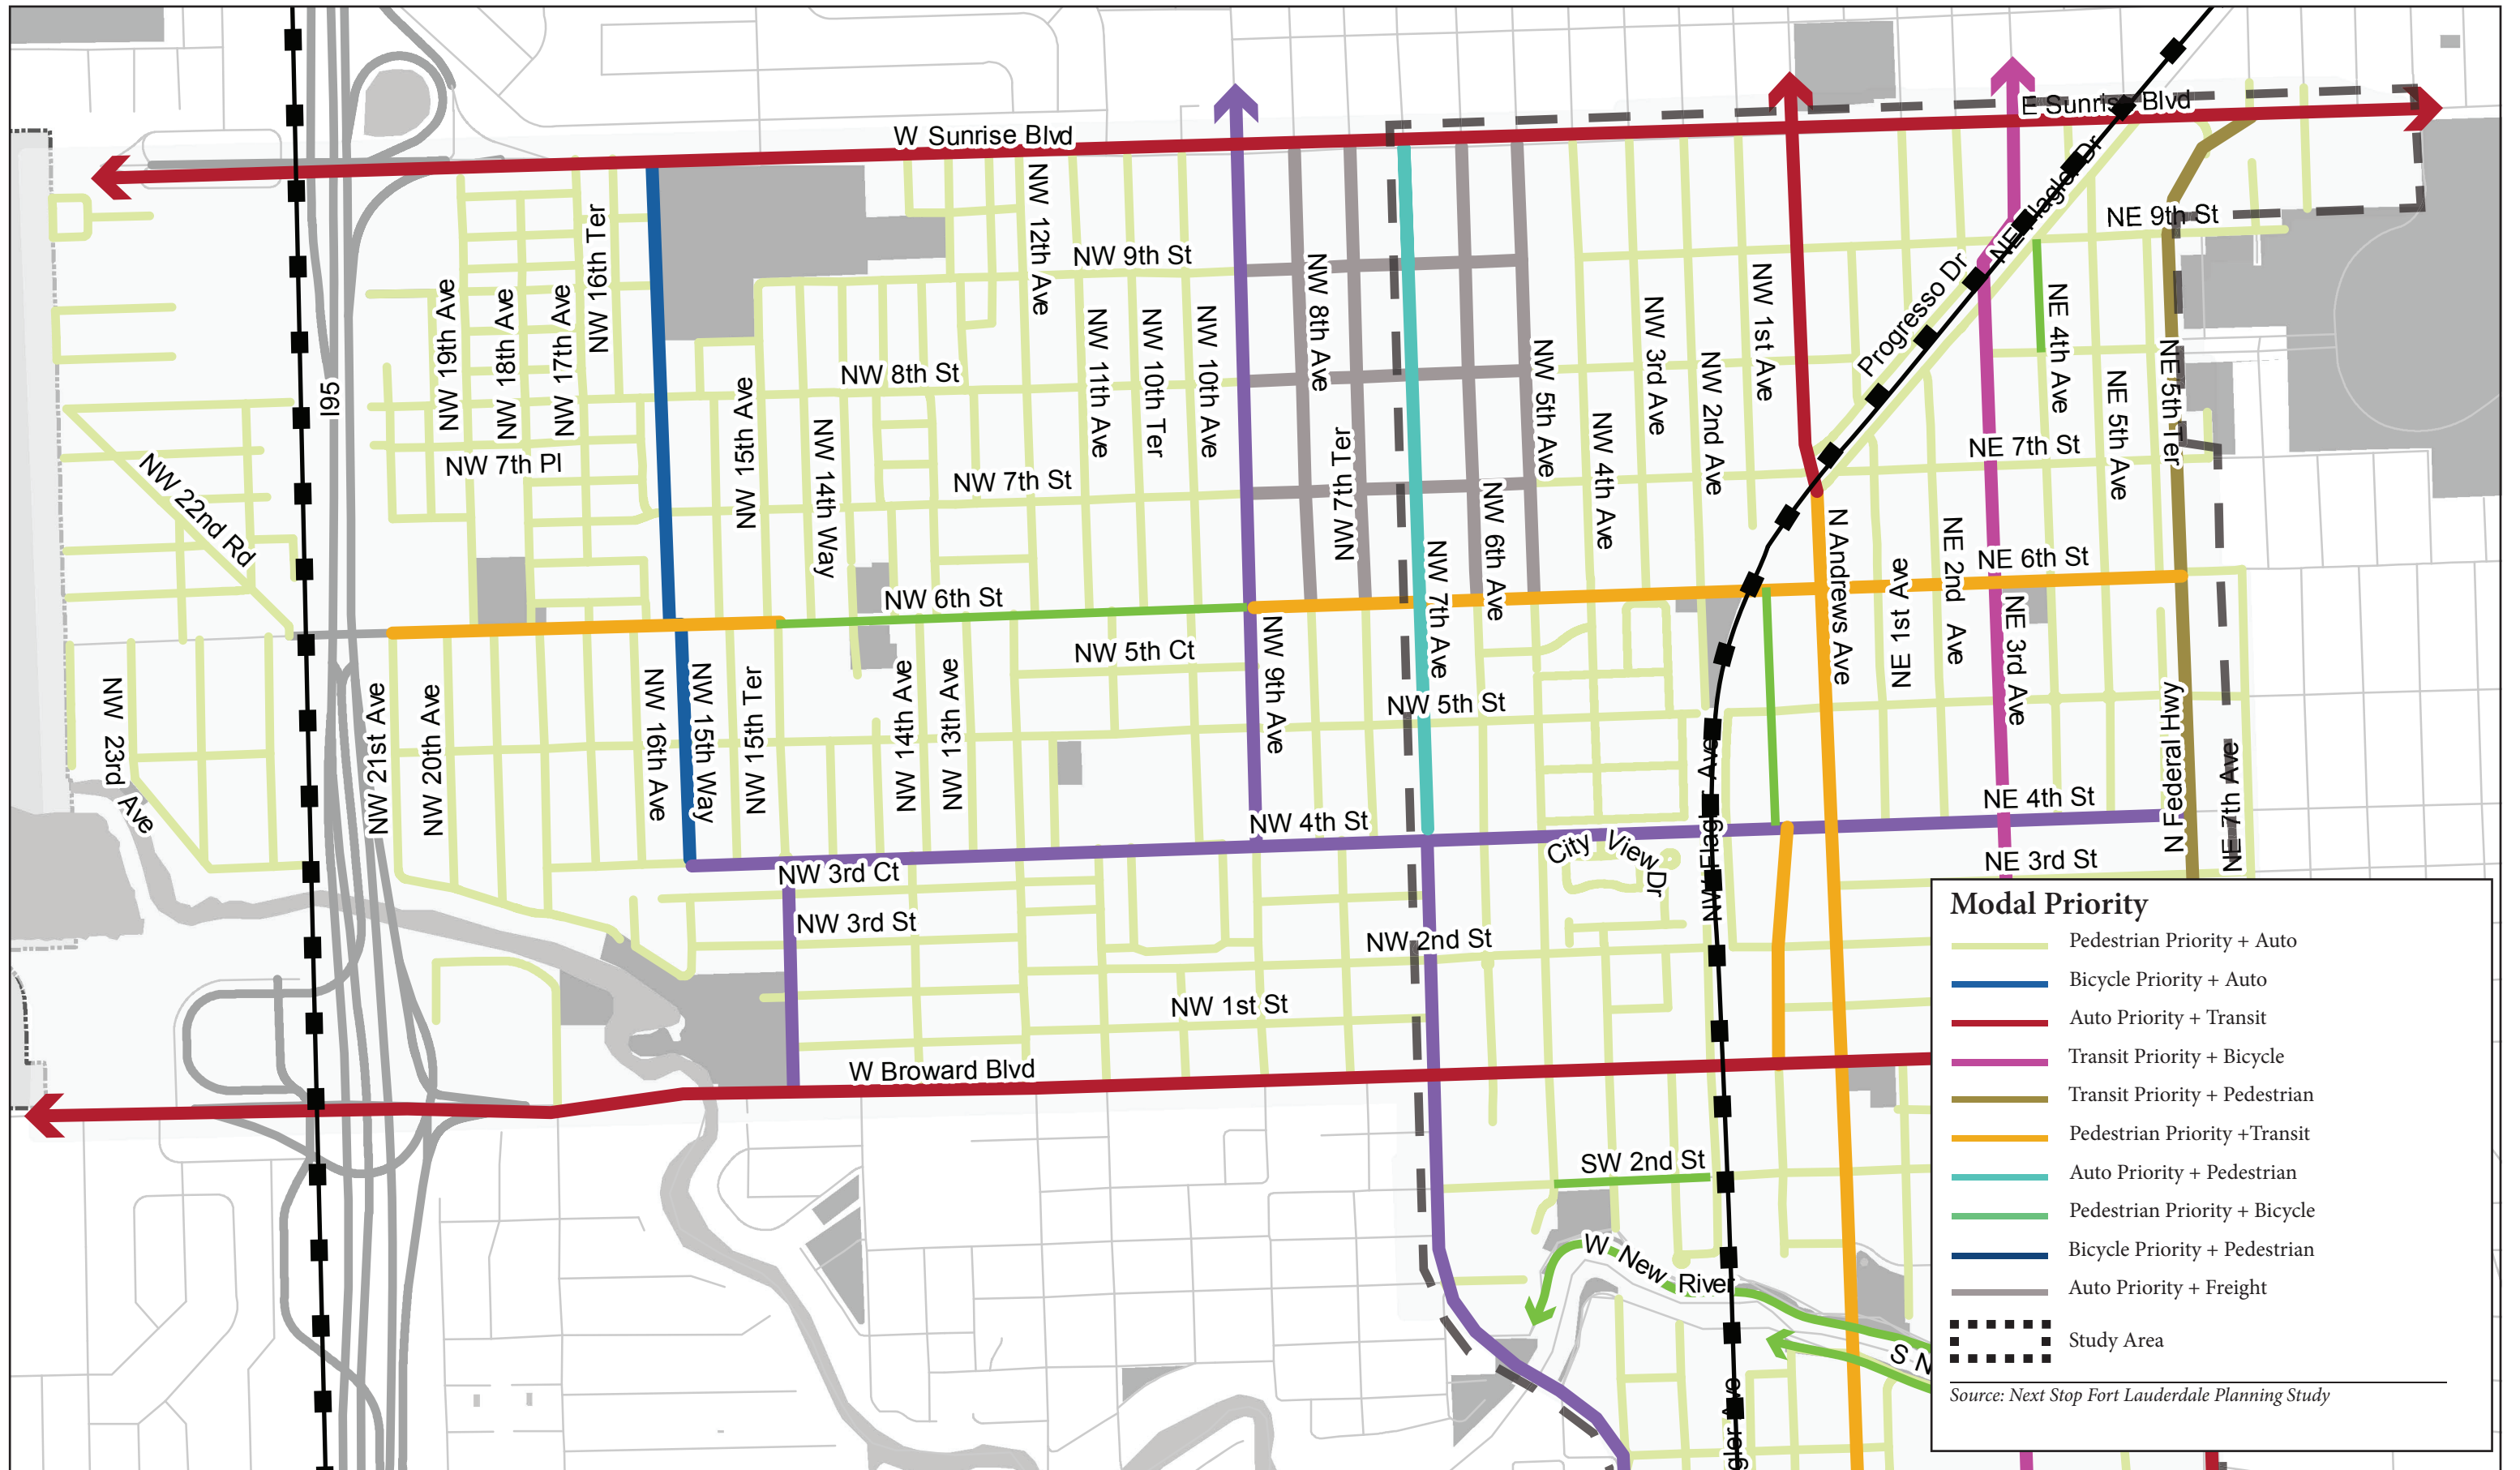 W Sunrise Blvd
E Sunrise Blvd
NE 9th St
NW 9th St
NW 12th Ave
NW 16th Ter
NW 19th Ave
NW 18th Ave
NW 17th Ave
NW 11th Ave
NW 10th Ter
NW 10th Ave
NW 8th Ave
NW 3rd Ave
NW 1st Ave
NW 2nd Ave
NW 5th Ave
NW 4th Ave
Progresso Dr
NE 4th Ave
NE 5th Ter
NE 5th Ave
I95
NW 8th St
NW 15th Ave
NW 14th Way
NW 7th Pl
NW 7th St
NE 7th St
NW 22nd Rd
NW 7th Ter
NW 6th Ave
NW 7th Ave
N Andrews Ave
NE 1st Ave
NE 2nd Ave
NE 6th St
NE 3rd Ave
NW 6th St
NW 5th Ct
NW 5th St
NW 9th Ave
NW 23rd Ave
NW 21st Ave
NW 20th Ave
NW 16th Ave
NW 15th Way
NW 15th Ter
NW 14th Ave
NW 13th Ave
N Federal Hwy
NE 7th Ave
NE 4th St
NW 4th St
City View Dr
NE 3rd St
NW 3rd Ct
NW 3rd St
NW 2nd St
NW 1st St
W Broward Blvd
SW 2nd St
W New River
S N
Modal Priority
Pedestrian Priority + Auto
Bicycle Priority + Auto
Auto Priority + Transit
Transit Priority + Bicycle
Transit Priority + Pedestrian
Pedestrian Priority +Transit
Auto Priority + Pedestrian
Pedestrian Priority + Bicycle
Bicycle Priority + Pedestrian
Auto Priority + Freight
Study Area
Source: Next Stop Fort Lauderdale Planning Study